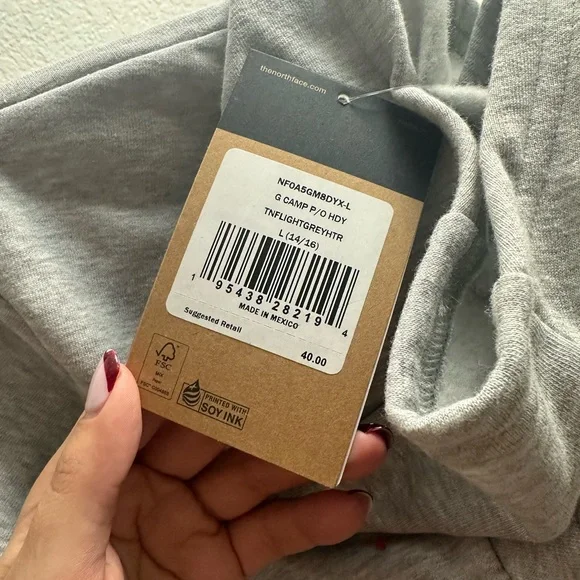 thenorthface.com
NF0A5GM8DYX-L
G CAMP P/O HDY
TNFLIGHTGREYHTR
L (14/16)
1 95438 28219 4
MADE IN MEXICO
Suggested Retail
40.00
FSC
PRINTED WITH
SOY INK